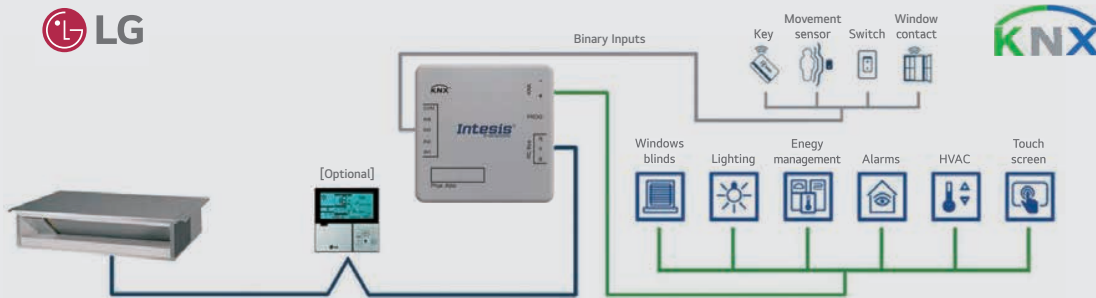 LG
KNX
Binary Inputs
Key
Movement
sensor
Switch
Window
contact
KNX
Intesis
KNX
PROG
Windows
blinds
Lighting
Enegy
management
Alarms
HVAC
Touch
screen
[Optional]